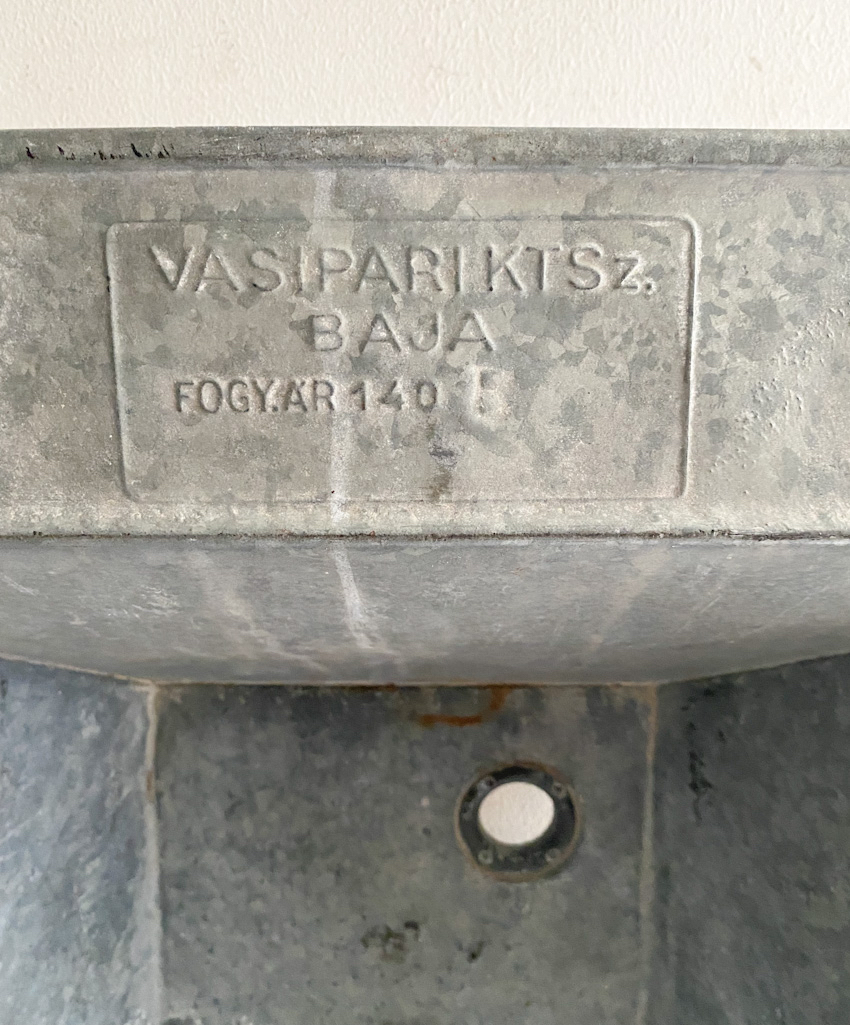 VASIPARI KTSz.
BAJA
FOGY.ÁR 140 F